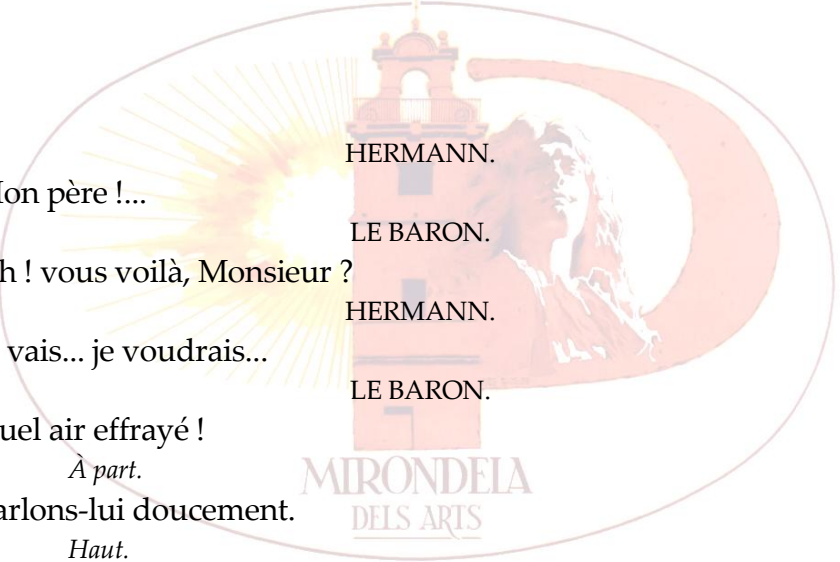 HERMANN.
Mon père !...
LE BARON.
h ! vous voilà, Monsieur ?
HERMANN.
vais... je voudrais...
LE BARON.
uel air effrayé !
À part.
arlons-lui doucement.
Haut.
MIRONDELA
DELS ARTS